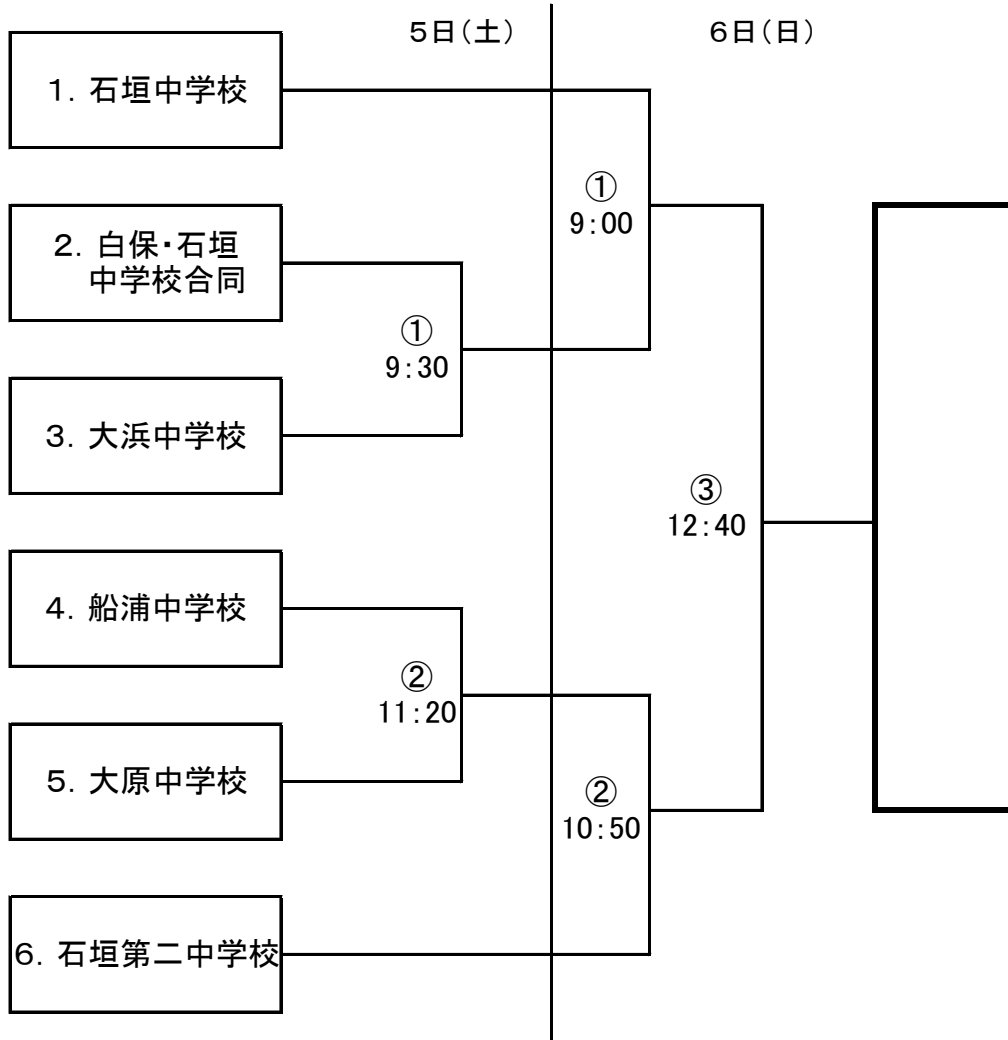 5日(土)
6日(日)
1. 石垣中学校
①
9:00
2. 白保・石垣
中学校合同
①
9:30
3. 大浜中学校
③
12:40
4. 船浦中学校
②
11:20
5. 大原中学校
②
10:50
6. 石垣第二中学校